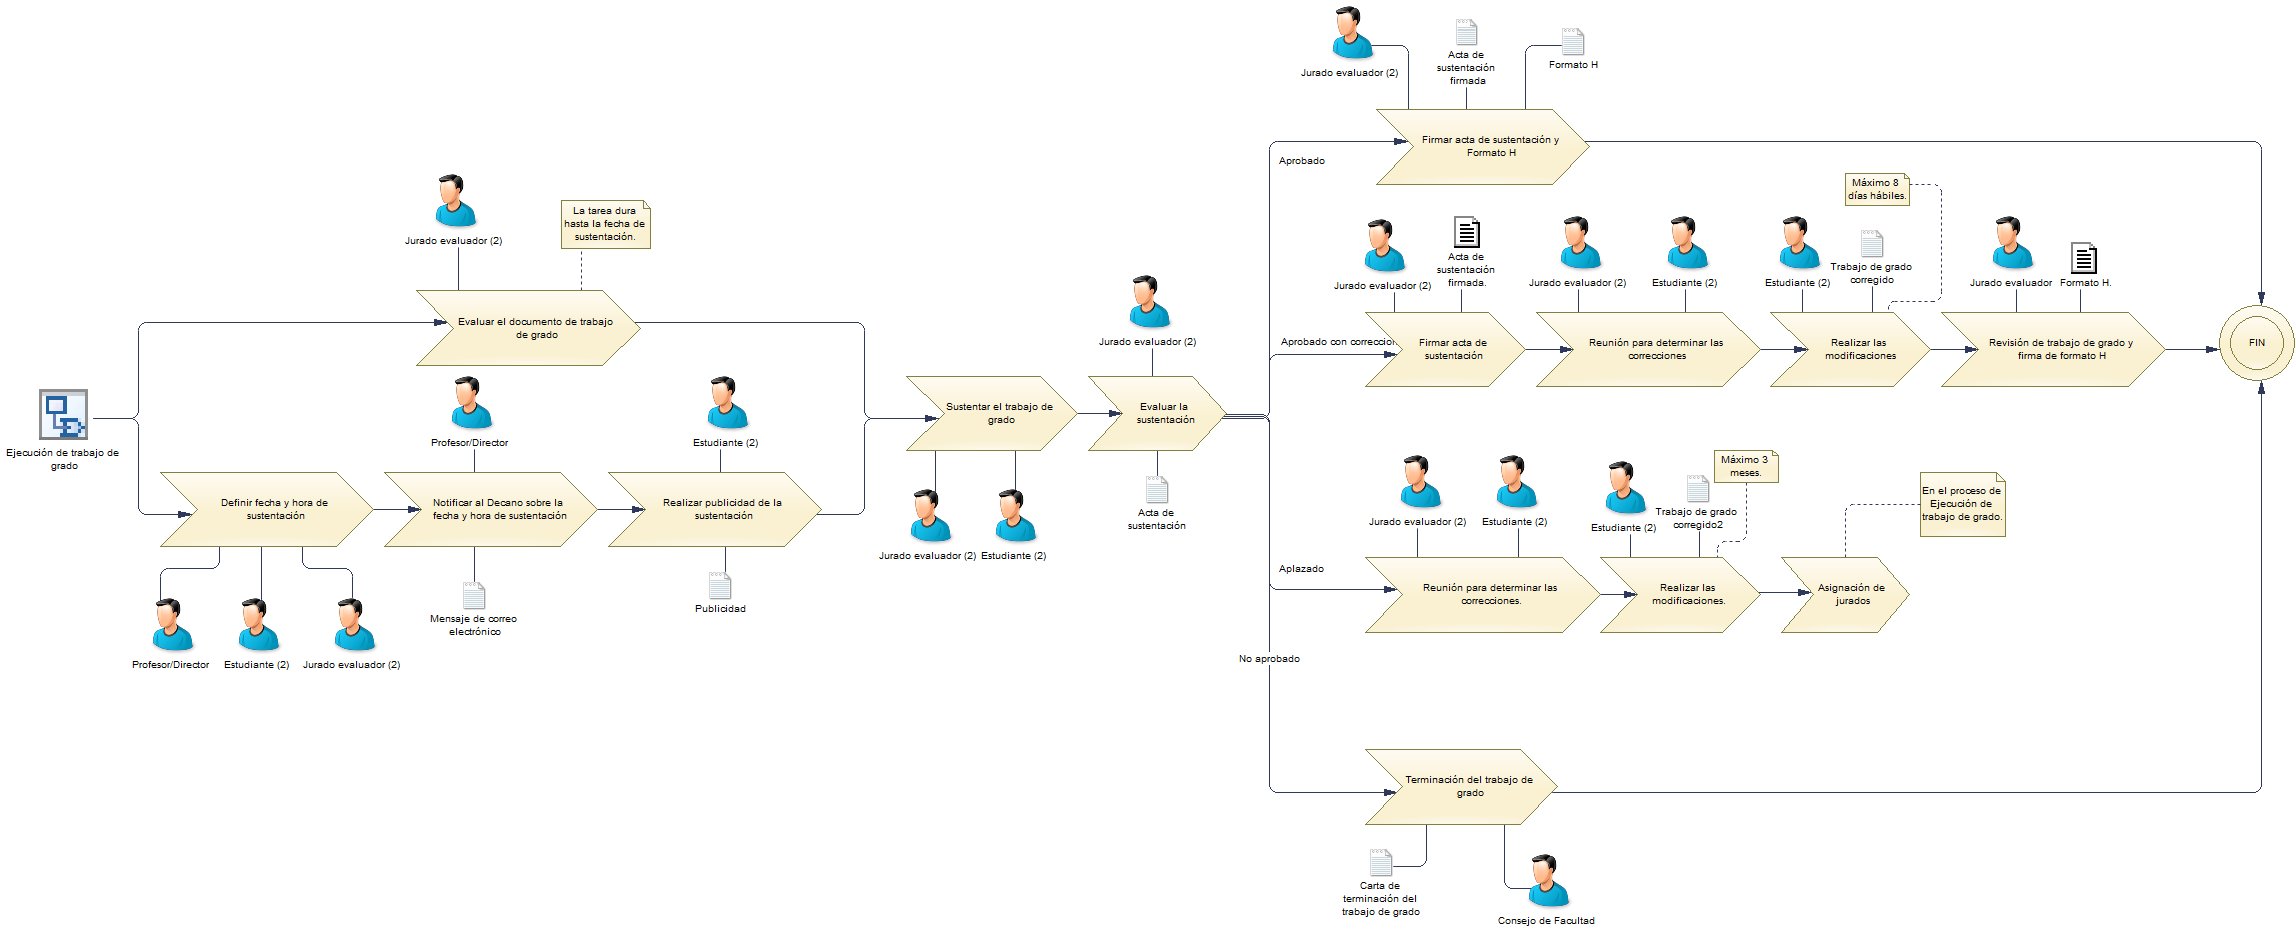 Jurado evaluador (2)
Acta de
sustentación
firmada
Formato H
Firmar acta de sustentación y
Formato H
Aprobado
Jurado evaluador (2)
La tarea dura
hasta la fecha de
sustentación.
Evaluar el documento de trabajo
de grado
Máximo 8
días hábiles.
Jurado evaluador (2)
Acta de
sustentación
firmada.
Jurado evaluador (2)
Estudiante (2)
Estudiante (2)
Trabajo de grado
corregido
Jurado evaluador
Formato H.
Jurado evaluador (2)
Aprobado con correccion
Firmar acta de
sustentación
Reunión para determinar las
correcciones
Realizar las
modificaciones
Revisión de trabajo de grado y
firma de formato H
FIN
Ejecución de trabajo de
grado
Profesor/Director
Estudiante (2)
Sustentar el trabajo de
grado
Evaluar la
sustentación
Definir fecha y hora de
sustentación
Notificar al Decano sobre la
fecha y hora de sustentación
Realizar publicidad de la
sustentación
Jurado evaluador (2)
Estudiante (2)
Acta de
sustentación
Profesor/Director
Estudiante (2)
Jurado evaluador (2)
Mensaje de correo
electrónico
Publicidad
Máximo 3
meses.
En el proceso de
Ejecución de
trabajo de grado.
Jurado evaluador (2)
Estudiante (2)
Estudiante (2)
Trabajo de grado
corregido2
Aplazado
Reunión para determinar las
correcciones.
Realizar las
modificaciones.
Asignación de
jurados
No aprobado
Terminación del trabajo de
grado
Carta de
terminación del
trabajo de grado
Consejo de Facultad